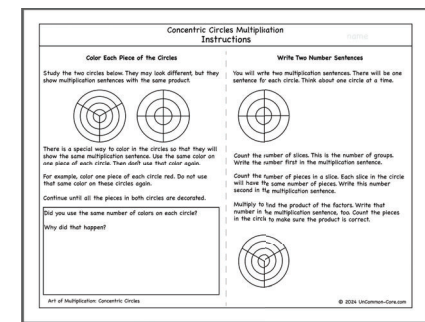 Concentric Circles Multiplication
Instructions
name
Color Each Piece of the Circles
Study the two circles below. They may look different, but they
show multiplication sentences with the same product.
There is a special way to color in the circles so that they will
show the same multiplication sentence. Use the same color on
one piece of each circle. Then don't use that color again.
For example, color one piece of each circle red. Do not use
that same color on these circles again.
Continue until all the pieces in both circles are decorated.
Did you use the same number of colors on each circle?
Why did that happen?
Art of Multiplication: Concentric Circles
Write Two Number Sentences
You will write two multiplication sentences. There will be one
sentence for each circle. Think about one circle at a time.
Count the number of slices. This is the number of groups.
Write the number first in the multiplication sentence.
Count the number of pieces in a slice. Each slice in the circle
will have the same number of pieces. Write this number
second in the multiplication sentence.
Multiply to find the product of the factors. Write that
number in the multiplication sentence, too. Count the pieces
in the circle to make sure the product is correct.
© 2024 UnCommon-Core.com